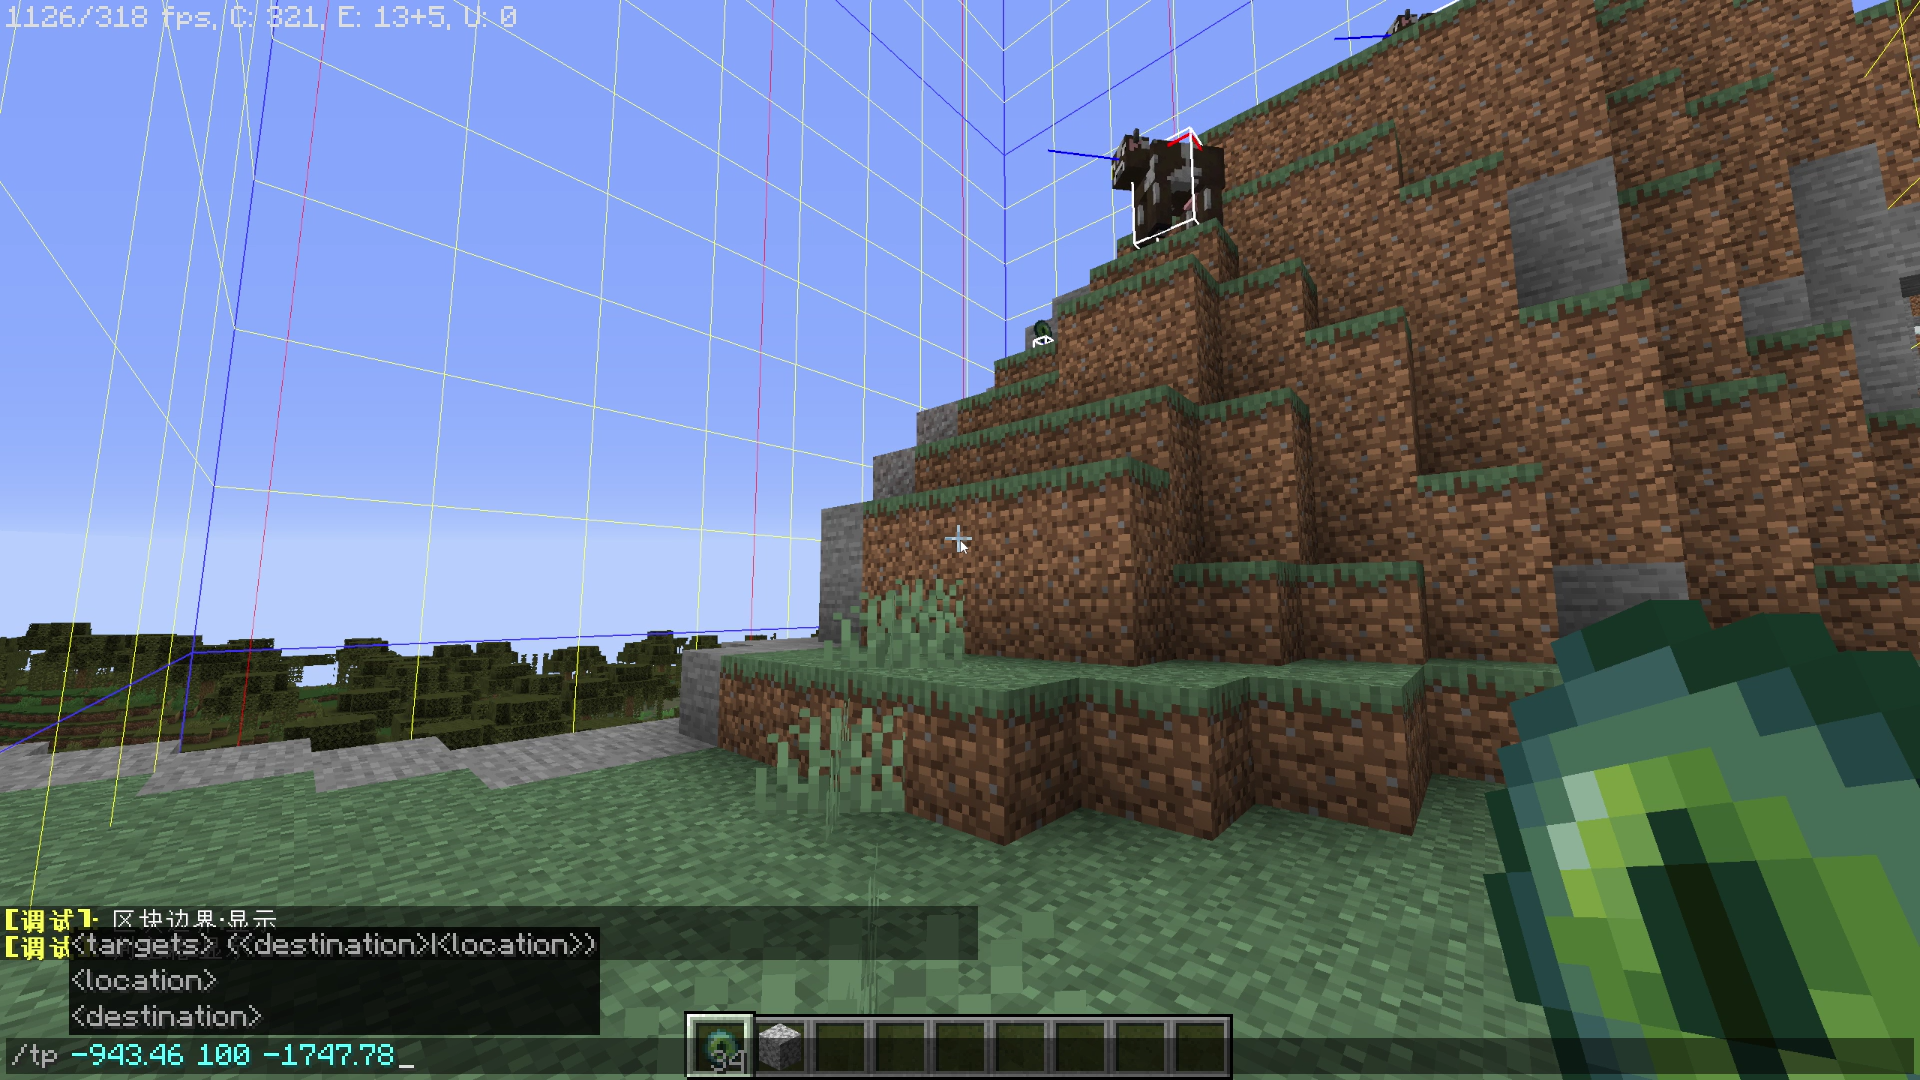 1126/318 fps, C: 321, E: 13+5, U: 0
[调试]: 区块边界:显示
[调试
<targets> (<destination>|<location>)
<location>
<destination>
/tp -943.46 100 -1747.78_
34